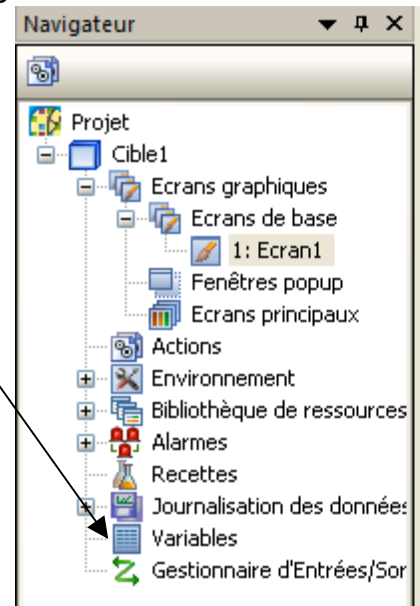 Navigateur
Projet
Cible1
Ecrans graphiques
Ecrans de base
1: Ecran1
Fenêtres popup
Ecrans principaux
Actions
Environnement
Bibliothèque de ressources
Alarmes
Recettes
Journalisation des données
Variables
Gestionnaire d'Entrées/Sor